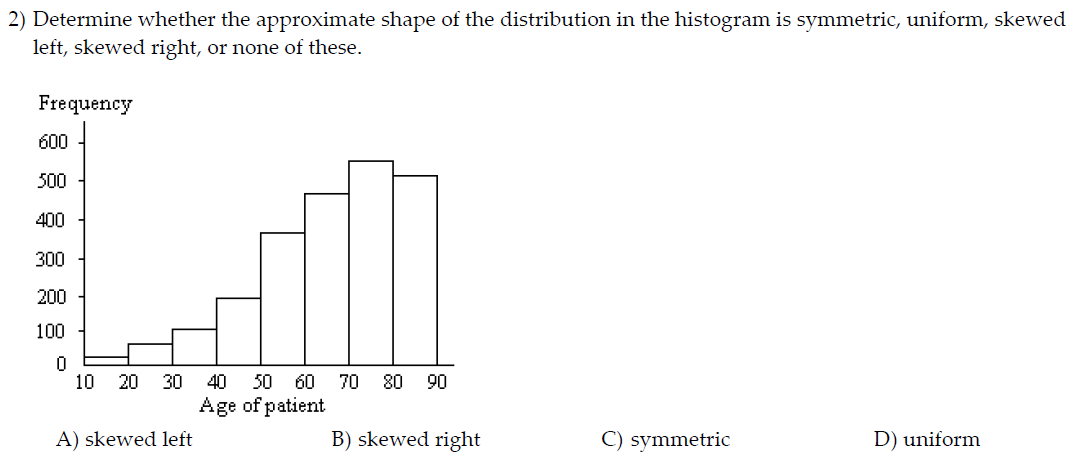 2) Determine whether the approximate shape of the distribution in the histogram is symmetric, uniform, skewed
left, skewed right, or none of these.
Frequency
600
500
400
300
200
100
0
10 20 30 40 50 60 70 80 90
Age of patient
A) skewed left B) skewed right C) symmetric D) uniform